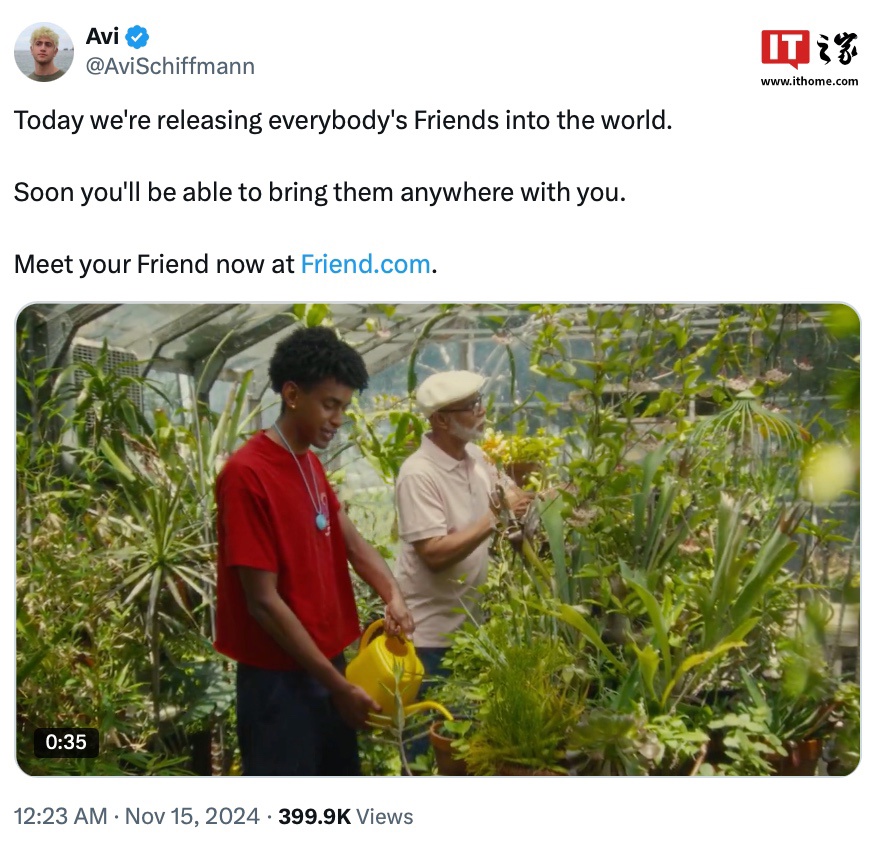 Avi
@AviSchiffmann
IT之家
www.ithome.com
Today we're releasing everybody's Friends into the world.
Soon you'll be able to bring them anywhere with you.
Meet your Friend now at Friend.com.
0:35
12:23 AM · Nov 15, 2024 · 399.9K Views